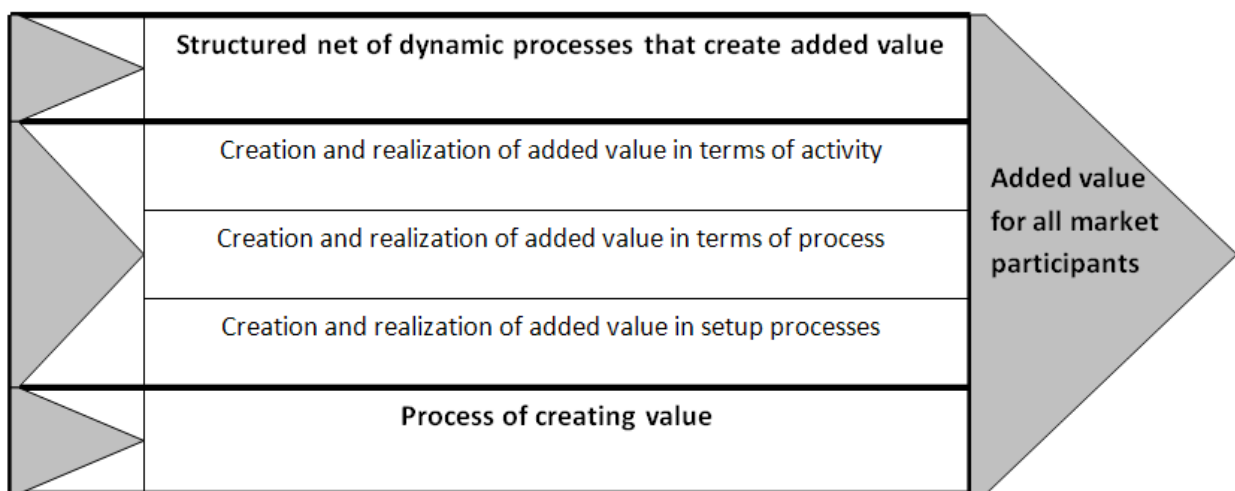 Structured net of dynamic processes that create added value
Creation and realization of added value in terms of activity
Creation and realization of added value in terms of process
Creation and realization of added value in setup processes
Process of creating value
Added value
for all market
participants